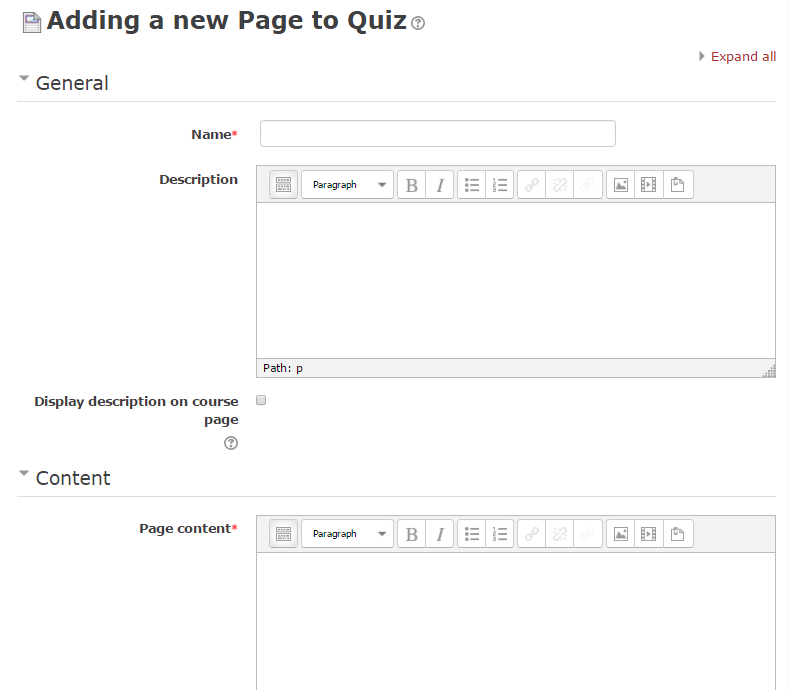 Adding a new Page to Quiz
Expand all
General
Name*
Description
Paragraph
B I
Path: p
Display description on course
page
Content
Page content*
Paragraph
B I